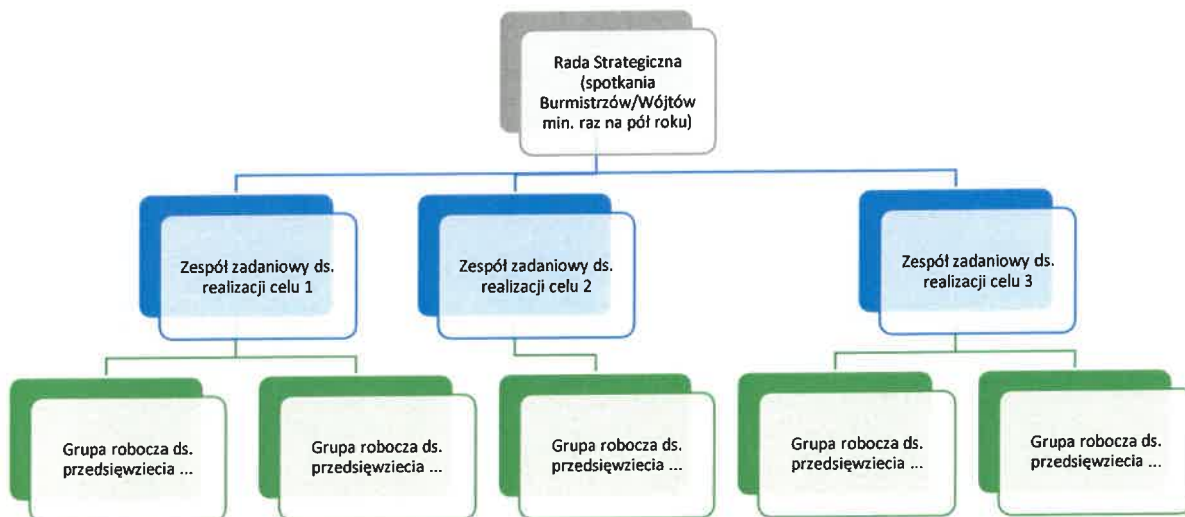 Rada Strategiczna
(spotkania
Burmistrzów/Wójtów
min. raz na pół roku)
Zespół zadaniowy ds.
realizacji celu 1
Zespół zadaniowy ds.
realizacji celu 2
Zespół zadaniowy ds.
realizacji celu 3
Grupa robocza ds.
przedsięwziecia ...
Grupa robocza ds.
przedsięwziecia ...
Grupa robocza ds.
przedsięwziecia ...
Grupa robocza ds.
przedsięwziecia ...
Grupa robocza ds.
przedsięwziecia ...